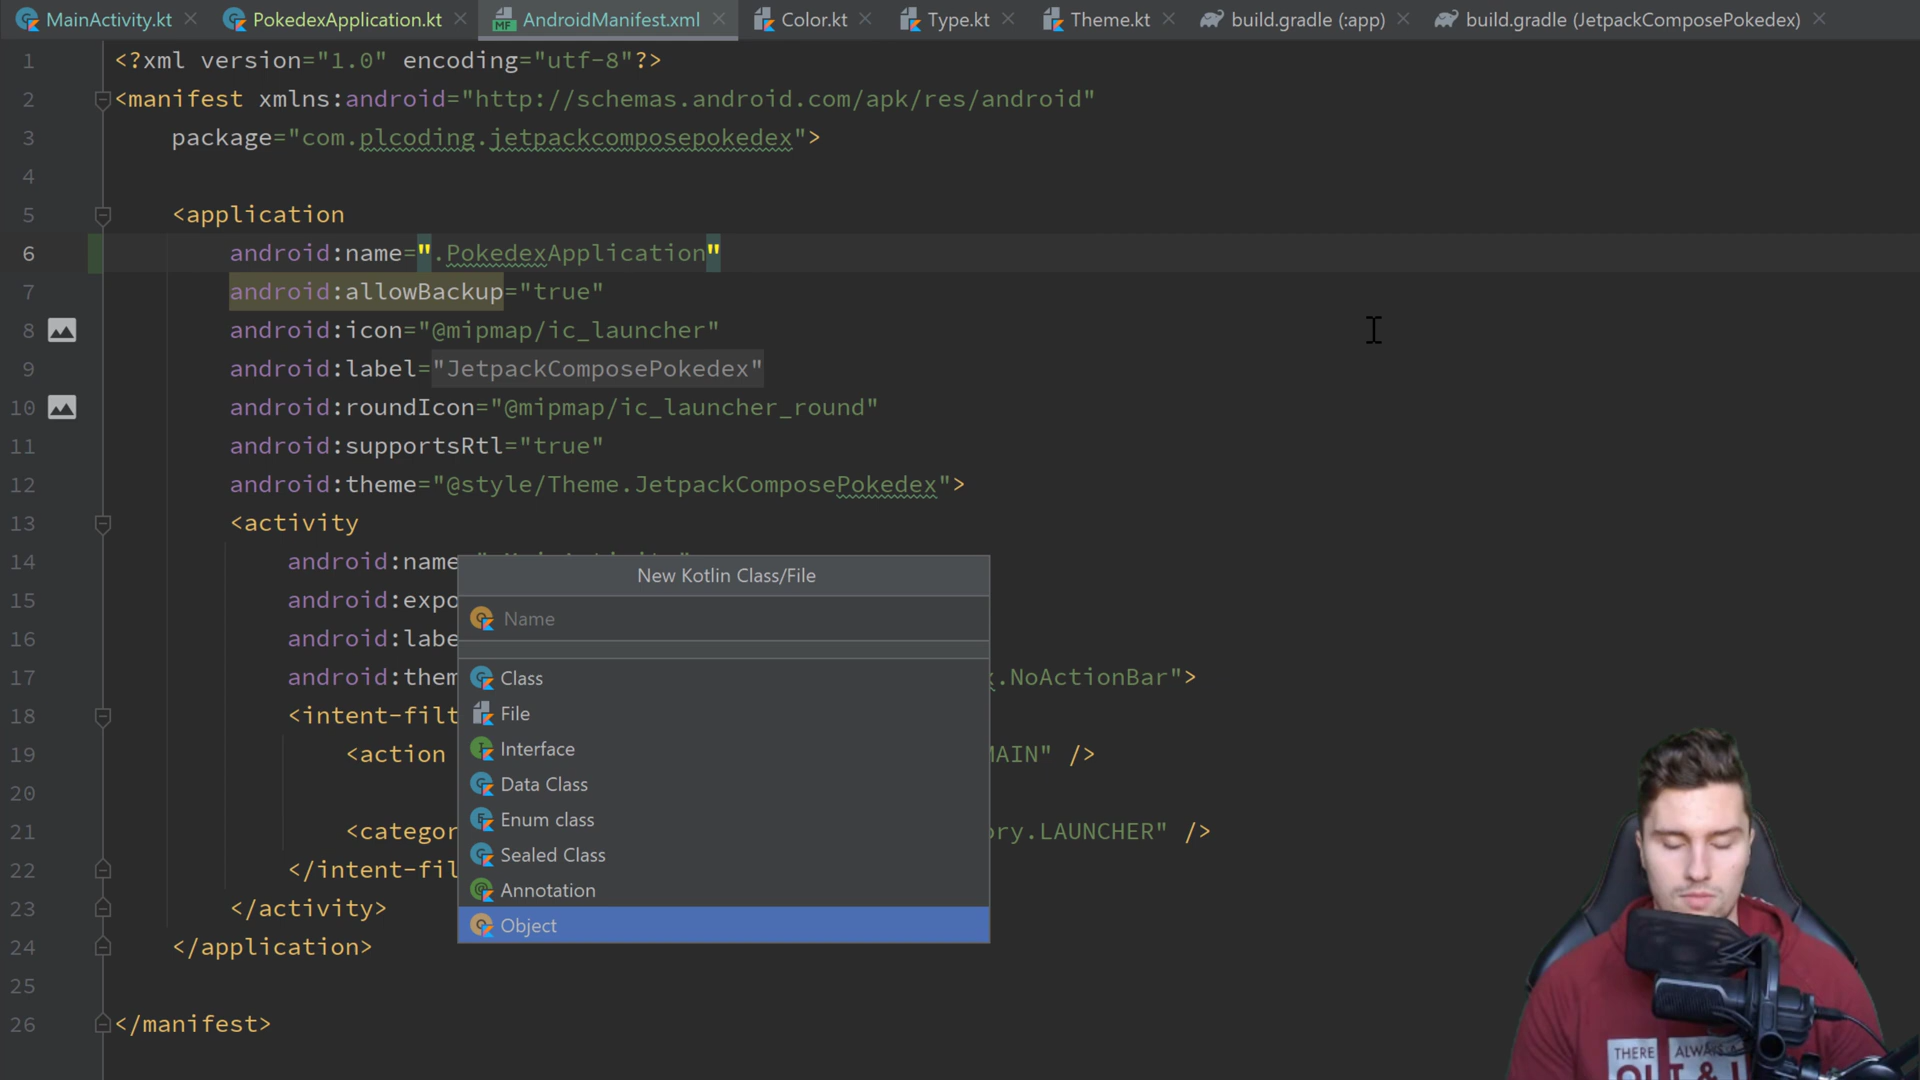 MainActivity.kt
PokedexApplication.kt
AndroidManifest.xml
Color.kt
Type.kt
Theme.kt
build.gradle (:app)
build.gradle (JetpackComposePokedex)
1 <?xml version="1.0" encoding="utf-8"?>
2 <manifest xmlns:android="http://schemas.android.com/apk/res/android"
3 package="com.plcoding.jetpackcomposepokedex">
4
5 <application
6 android:name=".PokedexApplication"
7 android:allowBackup="true"
8 android:icon="@mipmap/ic_launcher"
9 android:label="JetpackComposePokedex"
10 android:roundIcon="@mipmap/ic_launcher_round"
11 android:supportsRtl="true"
12 android:theme="@style/Theme.JetpackComposePokedex">
13 <activity
14 android:name
15 android:expo
16 android:labe
17 android:them .NoActionBar">
18 <intent-filt
19 <action MAIN" />
20
21 <categor ory.LAUNCHER" />
22 </intent-fil
23 </activity>
24 </application>
25
26 </manifest>
New Kotlin Class/File
Name
Class
File
Interface
Data Class
Enum class
Sealed Class
Annotation
Object
THERE ALWAYS A